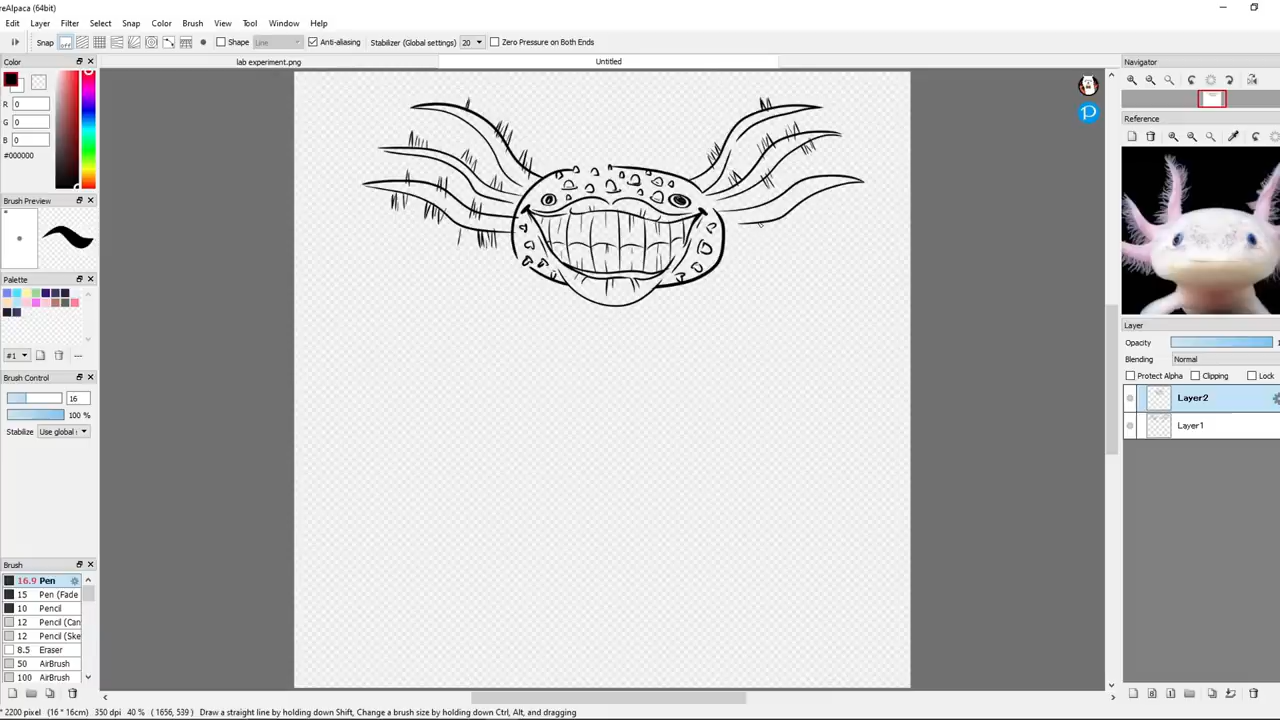 reAlpaca (64bit)
Edit Layer Filter Select Snap Color Brush View Tool Window Help
Snap Shape Line Anti-aliasing Stabilizer (Global settings) 20 Zero Pressure on Both Ends
Color
lab experiment.png
Untitled
Navigator
R 0
G 0
B 0
#000000
Reference
Brush Preview
Palette
#1
---
Brush Control
16
100 %
Stabilize Use global
Layer
Opacity 1
Blending Normal
Protect Alpha Clipping Lock
Layer2
Layer1
Brush
16.9 Pen
15 Pen (Fade
10 Pencil
12 Pencil (Can
12 Pencil (Ske
8.5 Eraser
50 AirBrush
100 AirBrush
* 2200 pixel (16 * 16cm) 350 dpi 40 % ( 1656, 539 ) Draw a straight line by holding down Shift, Change a brush size by holding down Ctrl, Alt, and dragging